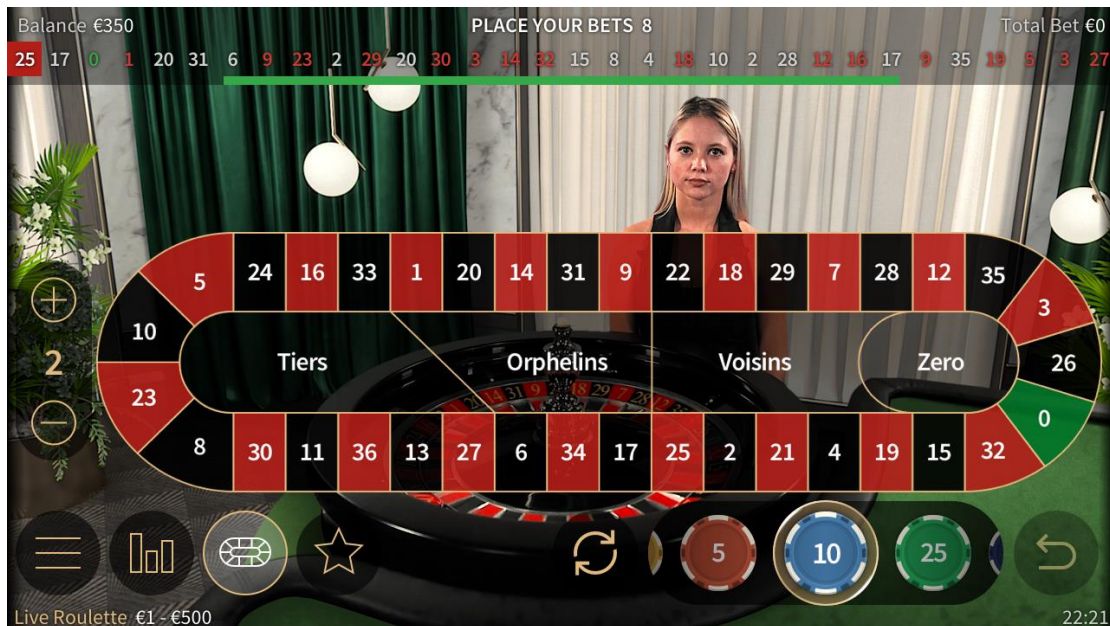 Balance €350
PLACE YOUR BETS 8
Total Bet €0
25 17 0 1 20 31 6 9 23 2 29 20 30 3 14 32 15 8 4 18 10 2 28 12 16 17 9 35 19 5 3 27
5 24 16 33 1 20 14 31 9 22 18 29 7 28 12 35 3
10 Tiers Orphelins Voisins Zero 26
2
23 0
8 30 11 36 13 27 6 34 17 25 2 21 4 19 15 32
5 10 25
Live Roulette €1 - €500
22:21